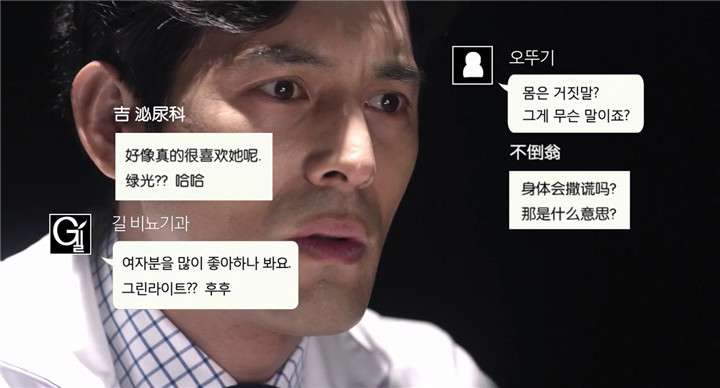 오뚜기
몸은 거짓말?
그게 무슨 말이죠?
不倒翁
身体会撒谎吗?
那是什么意思?
吉 泌尿科
好像真的很喜欢她呢.
绿光?? 哈哈
G길
길 비뇨기과
여자분을 많이 좋아하나 봐요.
그린라이트?? 후후